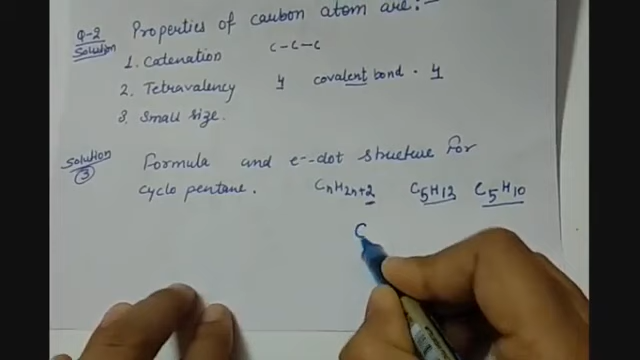 Q-2 Properties of carbon atom are:-
Solution
1. Catenation C-C-C
2. Tetravalency 4 covalent bond. 4
3. Small size.
Solution 3 Formula and e--dot structure For
cyclo pentane. CnH2n+2 C5H12 C5H10
C